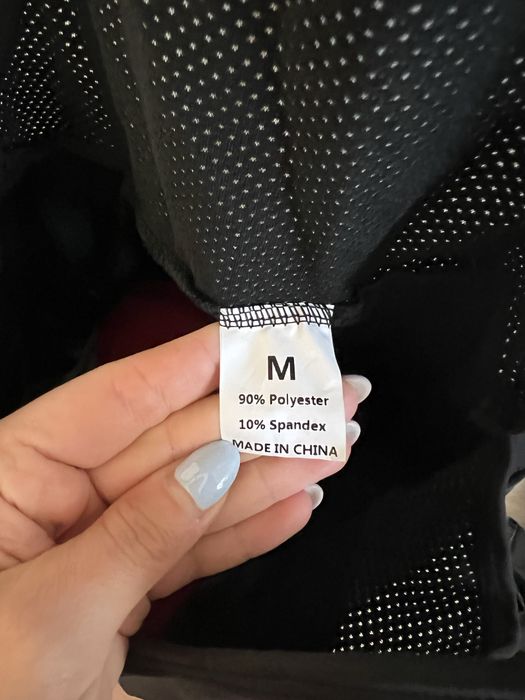 M
90% Polyester
10% Spandex
MADE IN CHINA